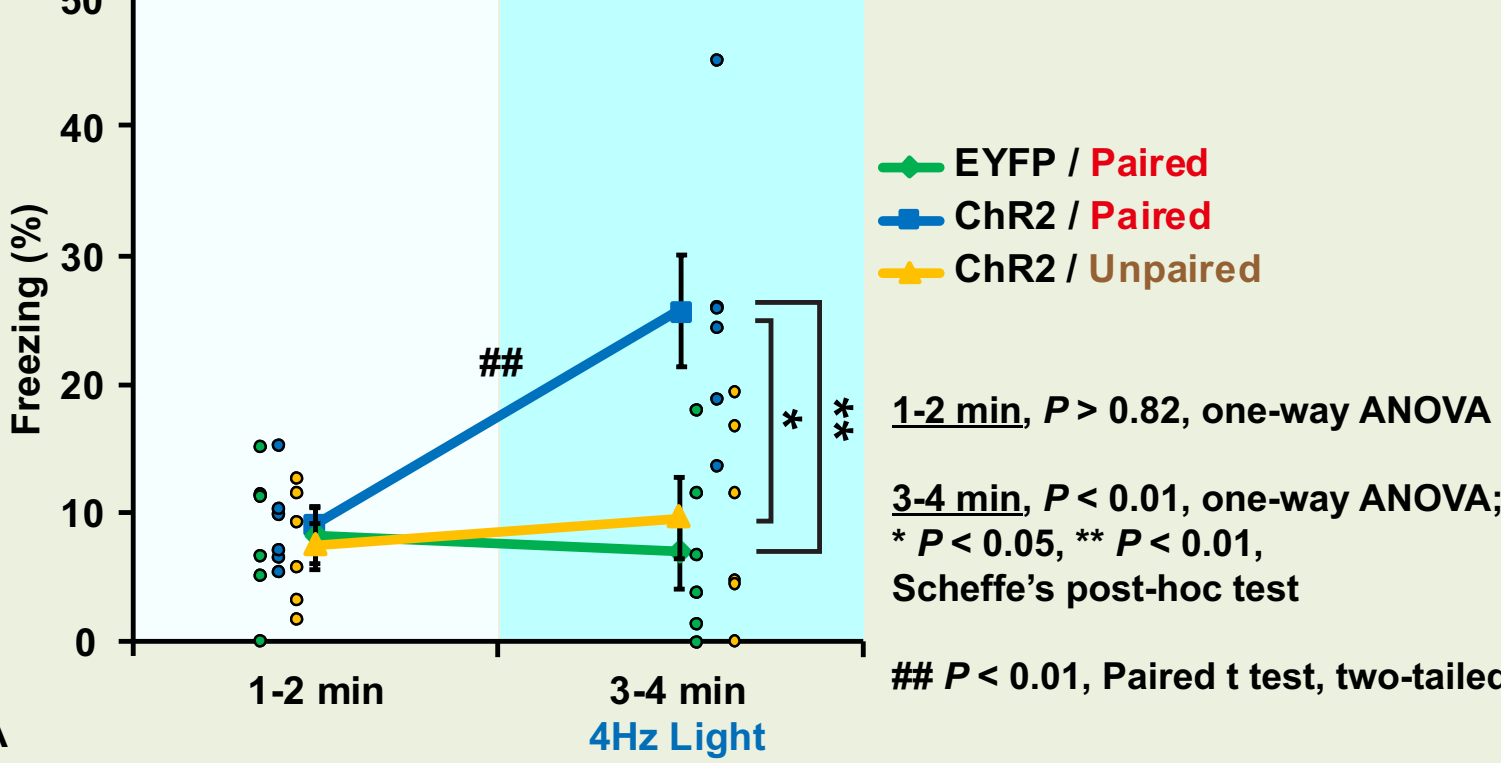 50
40
30
20
10
0
Freezing (%)
##
*
**
1-2 min
3-4 min
4Hz Light
EYFP / Paired
ChR2 / Paired
ChR2 / Unpaired
1-2 min, P > 0.82, one-way ANOVA
3-4 min, P < 0.01, one-way ANOVA;
* P < 0.05, ** P < 0.01,
Scheffe’s post-hoc test
## P < 0.01, Paired t test, two-tailed